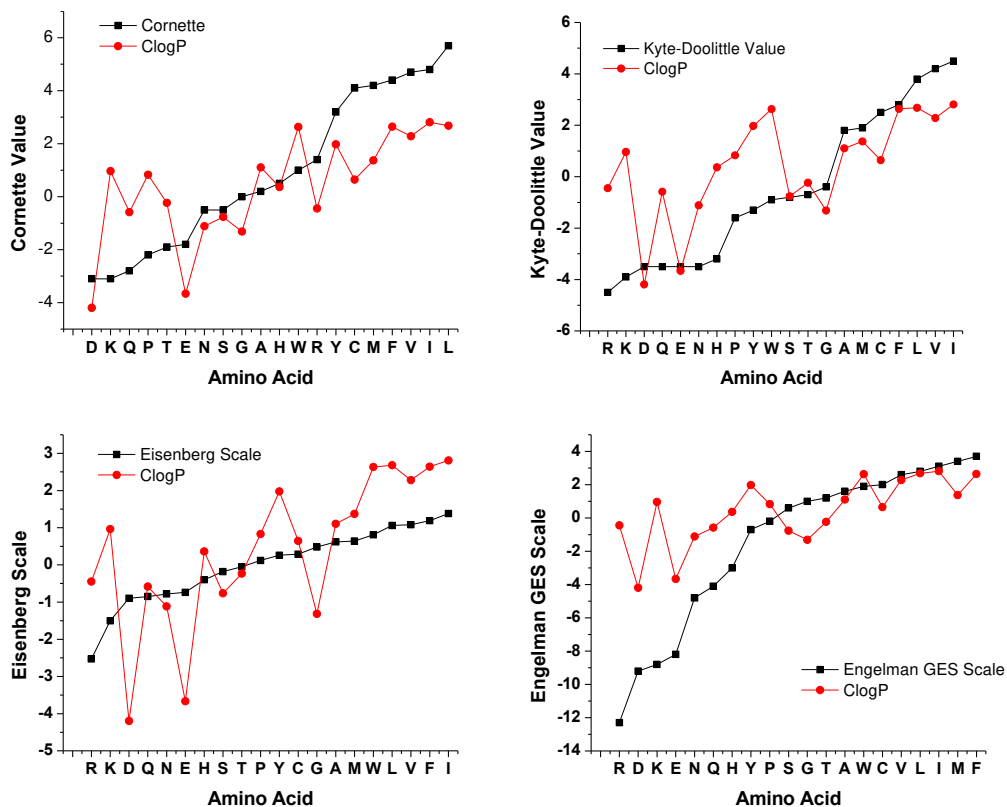 Cornette
ClogP
Cornette Value
6
4
2
0
-2
-4
D K Q P T E N S G A H W R Y C M F V I L
Amino Acid
Kyte-Doolittle Value
ClogP
Kyte-Doolittle Value
6
4
2
0
-2
-4
-6
R K D Q E N H P Y W S T G A M C F L V I
Amino Acid
Eisenberg Scale
ClogP
Eisenberg Scale
3
2
1
0
-1
-2
-3
-4
-5
R K D Q N E H S T P Y C G A M W L V F I
Amino Acid
Engelman GES Scale
ClogP
Engelman GES Scale
4
2
0
-2
-4
-6
-8
-10
-12
-14
R D K E N Q H Y P S G T A W C V L I M F
Amino Acid